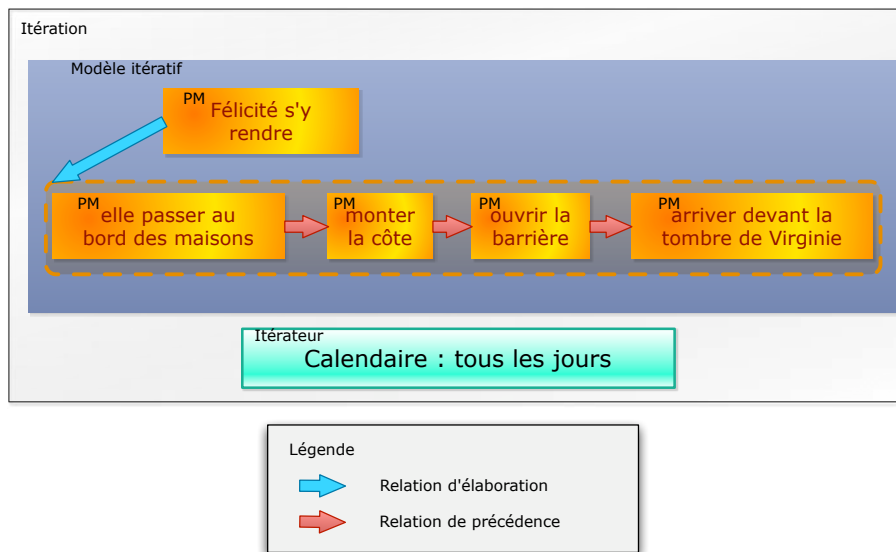 Itération
Modèle itératif
PM
Félicité s'y
rendre
PM
elle passer au
bord des maisons
PM
monter
la côte
PM
ouvrir la
barrière
PM
arriver devant la
tombre de Virginie
Itérateur
Calendaire : tous les jours
Légende
Relation d'élaboration
Relation de précédence